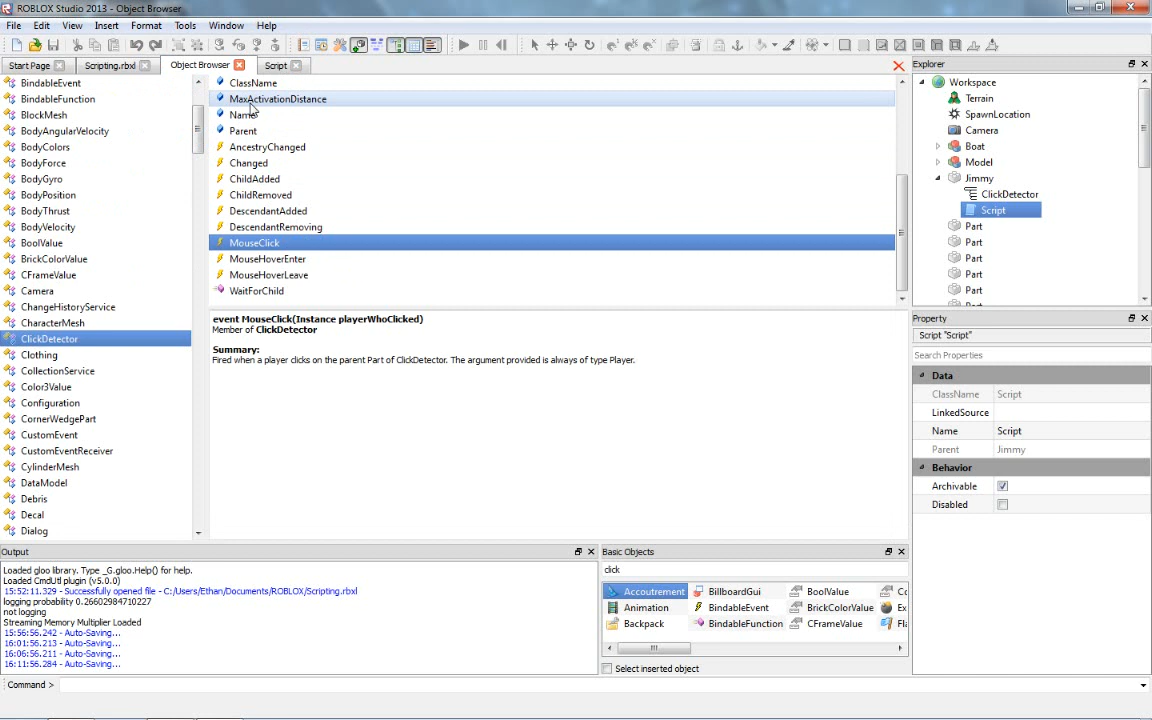 ROBLOX Studio 2013 - Object Browser
File Edit View Insert Format Tools Window Help
Start Page Scripting.rbxl Object Browser Script
BindableEvent
BindableFunction
BlockMesh
BodyAngularVelocity
BodyColors
BodyForce
BodyGyro
BodyPosition
BodyThrust
BodyVelocity
BoolValue
BrickColorValue
CFrameValue
Camera
ChangeHistoryService
CharacterMesh
ClickDetector
Clothing
CollectionService
Color3Value
Configuration
CornerWedgePart
CustomEvent
CustomEventReceiver
CylinderMesh
DataModel
Debris
Decal
Dialog
ClassName
MaxActivationDistance
Name
Parent
AncestryChanged
Changed
ChildAdded
ChildRemoved
DescendantAdded
DescendantRemoving
MouseClick
MouseHoverEnter
MouseHoverLeave
WaitForChild
event MouseClick(Instance playerWhoClicked)
Member of ClickDetector
Summary:
Fired when a player clicks on the parent Part of ClickDetector. The argument provided is always of type Player.
Explorer
Workspace
Terrain
SpawnLocation
Camera
Boat
Model
Jimmy
ClickDetector
Script
Part
Part
Part
Part
Part
Property
Script "Script"
Search Properties
Data
ClassName Script
LinkedSource
Name Script
Parent Jimmy
Behavior
Archivable
Disabled
Output
Loaded gloo library. Type _G.gloo.Help() for help.
Loaded CmdUtl plugin (v5.0.0)
15:52:11.329 - Successfully opened file - C:/Users/Ethan/Documents/ROBLOX/Scripting.rbxl
logging probability 0.26602984710227
not logging
Streaming Memory Multiplier Loaded
15:56:56.242 - Auto-Saving...
16:01:56.213 - Auto-Saving...
16:06:56.211 - Auto-Saving...
16:11:56.284 - Auto-Saving...
Basic Objects
click
Accoutrement BillboardGui BoolValue Co
Animation BindableEvent BrickColorValue Ex
Backpack BindableFunction CFrameValue Fla
Select inserted object
Command >